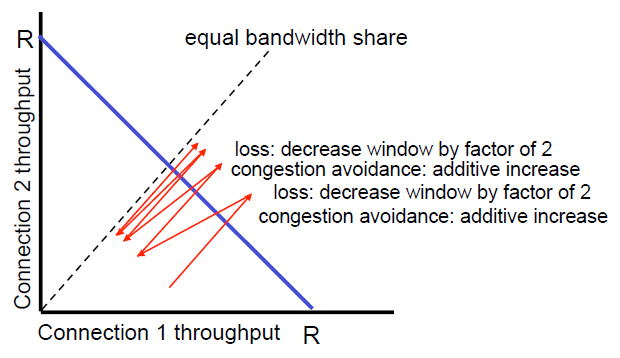 R
equal bandwidth share
Connection 2 throughput
loss: decrease window by factor of 2
congestion avoidance: additive increase
loss: decrease window by factor of 2
congestion avoidance: additive increase
Connection 1 throughput
R